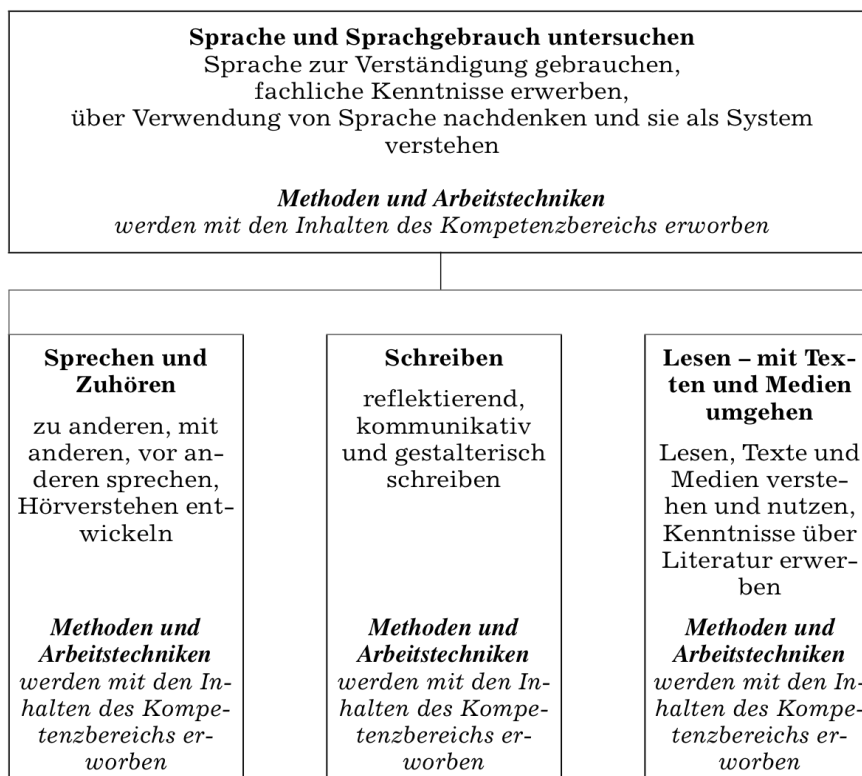 Sprache und Sprachgebrauch untersuchen
Sprache zur Verständigung gebrauchen,
fachliche Kenntnisse erwerben,
über Verwendung von Sprache nachdenken und sie als System
verstehen
Methoden und Arbeitstechniken
werden mit den Inhalten des Kompetenzbereichs erworben
Sprechen und
Zuhören
zu anderen, mit
anderen, vor an-
deren sprechen,
Hörverstehen ent-
wickeln
Methoden und
Arbeitstechniken
werden mit den In-
halten des Kompe-
tenzbereichs er-
worben
Schreiben
reflektierend,
kommunikativ
und gestalterisch
schreiben
Methoden und
Arbeitstechniken
werden mit den In-
halten des Kompe-
tenzbereichs er-
worben
Lesen – mit Tex-
ten und Medien
umgehen
Lesen, Texte und
Medien verste-
hen und nutzen,
Kenntnisse über
Literatur erwer-
ben
Methoden und
Arbeitstechniken
werden mit den In-
halten des Kompe-
tenzbereichs er-
worben